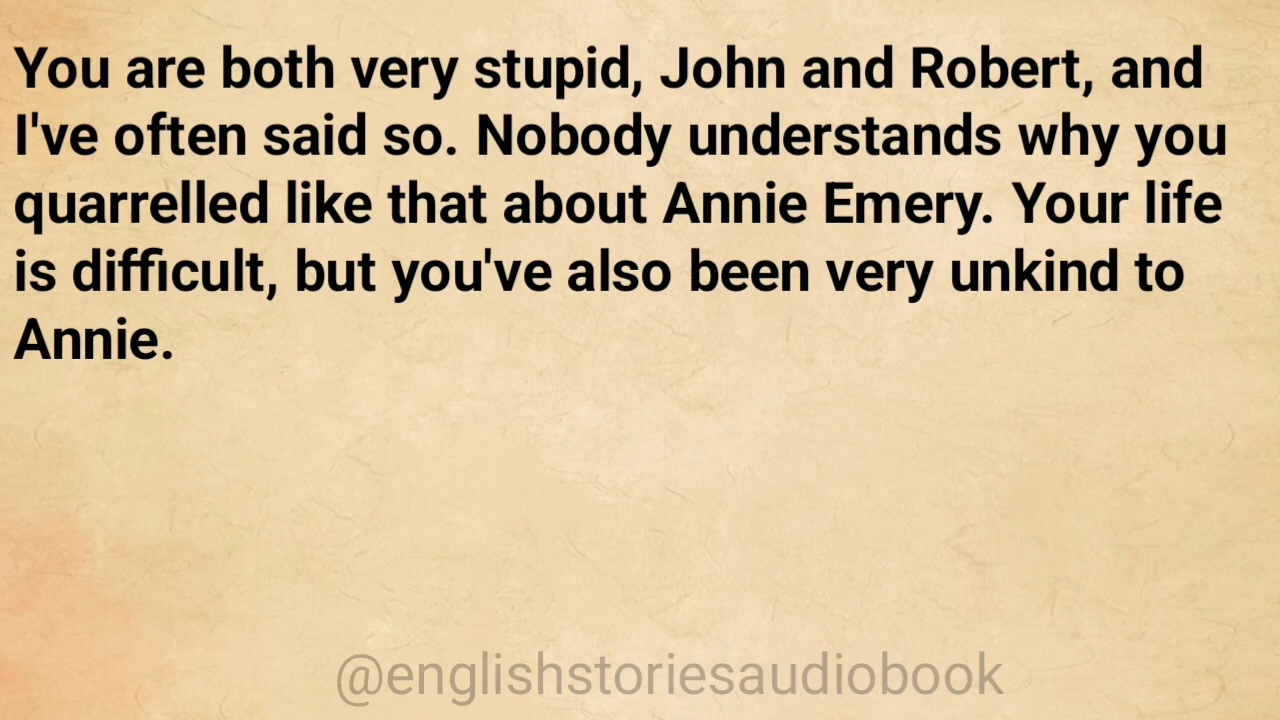 You are both very stupid, John and Robert, and
I've often said so. Nobody understands why you
quarrelled like that about Annie Emery. Your life
is difficult, but you've also been very unkind to
Annie.
@englishstoriesaudiobook